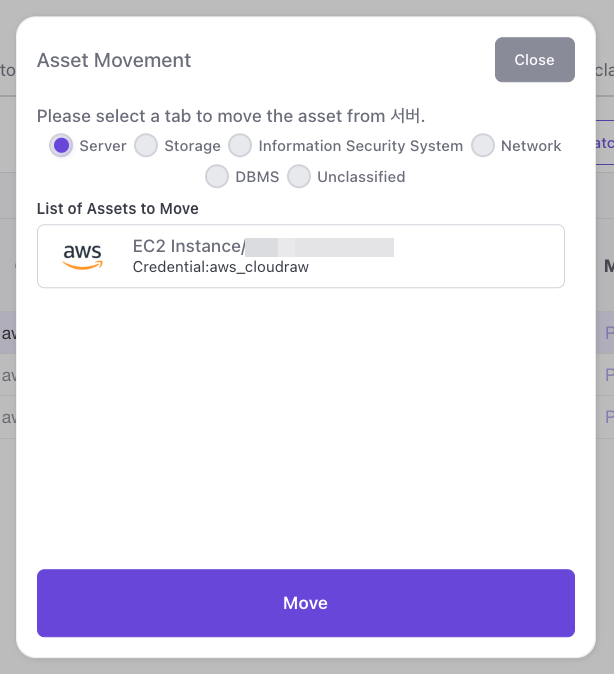 Asset Movement
Close
Please select a tab to move the asset from 서버.
Server Storage Information Security System Network
DBMS Unclassified
List of Assets to Move
aws
EC2 Instance/
Credential:aws_cloudraw
Move